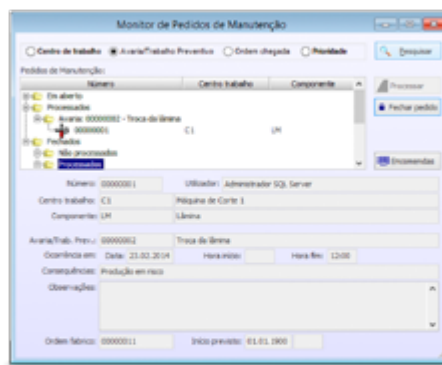 Monitor de Pedidos de Manutenção
Centro de trabalho Avaria/Trabalho Preventivo Ordem chegada Prioridade Pesquisar
Pedidos de Manutenção:
Número Centro trabalho Componente Processar
Em aberto
Processados Fechar pedido
Avaria: 00000002 - Troca da lâmina
00000001 C1 LM
Fechados
Não processados Encomendas
Processados
Número: 00000001 Utilizador: Administrador SQL Server
Centro trabalho: C1 Máquina de Corte 1
Componente: LM Lâmina
Avaria/Trab. Prev.: 00000002 Troca da lâmina
Ocorrência em: Data: 23.02.2014 Hora início: Hora fim: 12:00
Consequências: Produção em risco
Observações:
Ordem fabrico: 00000011 Início previsto: 01.01.1900